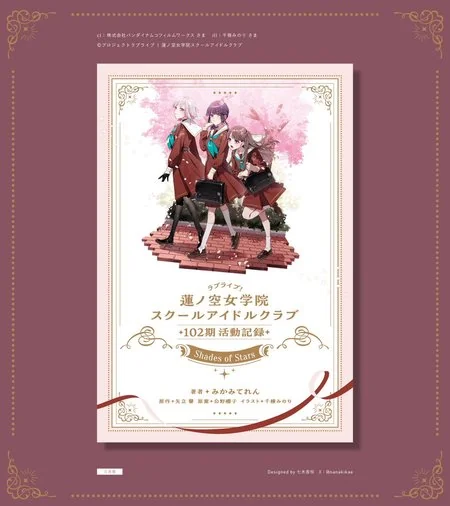 cl：株式会社バンダイナムコフィルムワークス さま　ill：千種みのり さま
©プロジェクトラブライブ！蓮ノ空女学院スクールアイドルクラブ
ラブライブ！
蓮ノ空女学院
スクールアイドルクラブ
102期 活動記録
Shades of Stars
著者✦みかみてれん
原作✦矢立 肇 原案✦公野櫻子 イラスト✦千種みのり
Designed by 七木香枝　X：@nanakikae